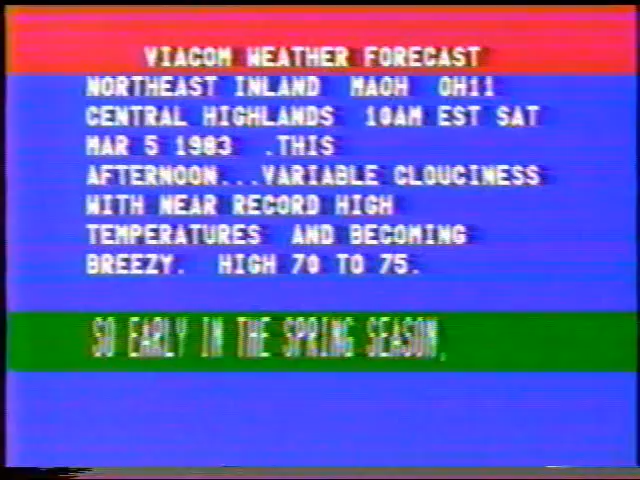 VIACOM WEATHER FORECAST
NORTHEAST INLAND MAOH OH11
CENTRAL HIGHLANDS 10AM EST SAT
MAR 5 1983 .THIS
AFTERNOON...VARIABLE CLOUCINESS
WITH NEAR RECORD HIGH
TEMPERATURES AND BECOMING
BREEZY. HIGH 70 TO 75.
SO EARLY IN THE SPRING SEASON.